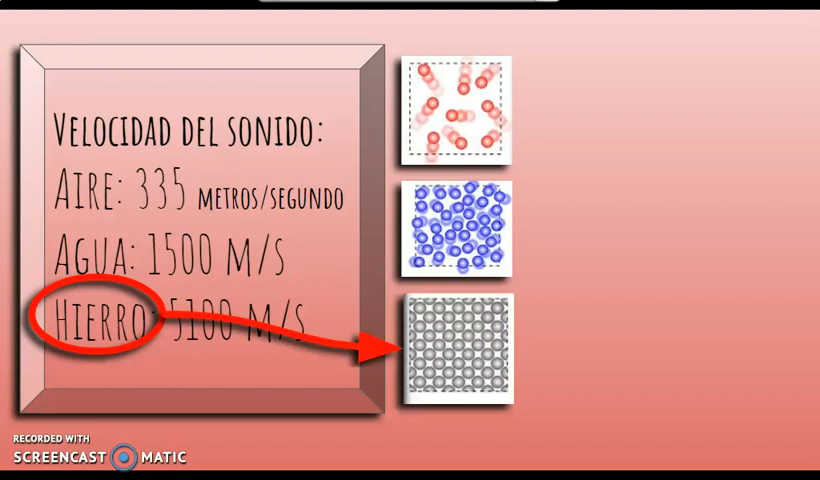 Velocidad del sonido:
Aire: 335 metros/segundo
Agua: 1500 m/s
Hierro: 5100 m/s
RECORDED WITH
SCREENCAST MATIC